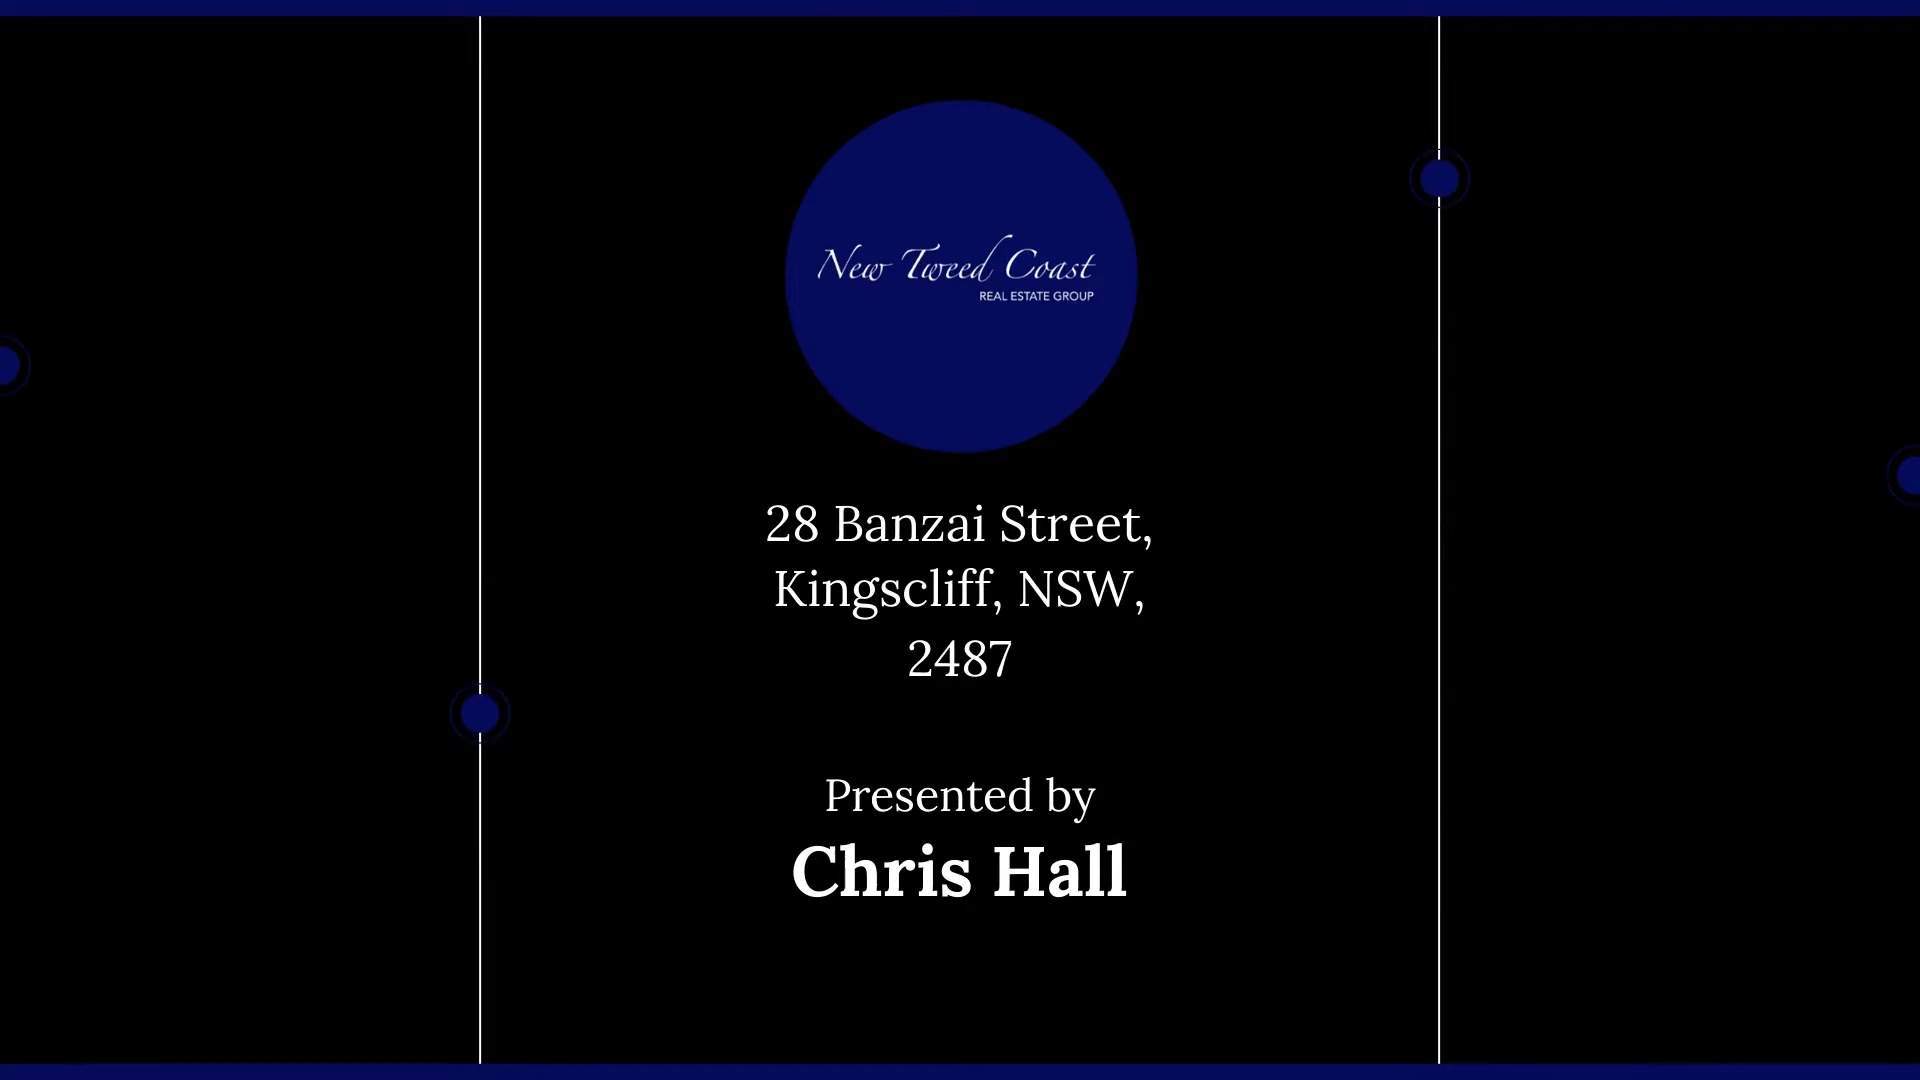 New Tweed Coast
REAL ESTATE GROUP
28 Banzai Street,
Kingscliff, NSW,
2487
Presented by
Chris Hall